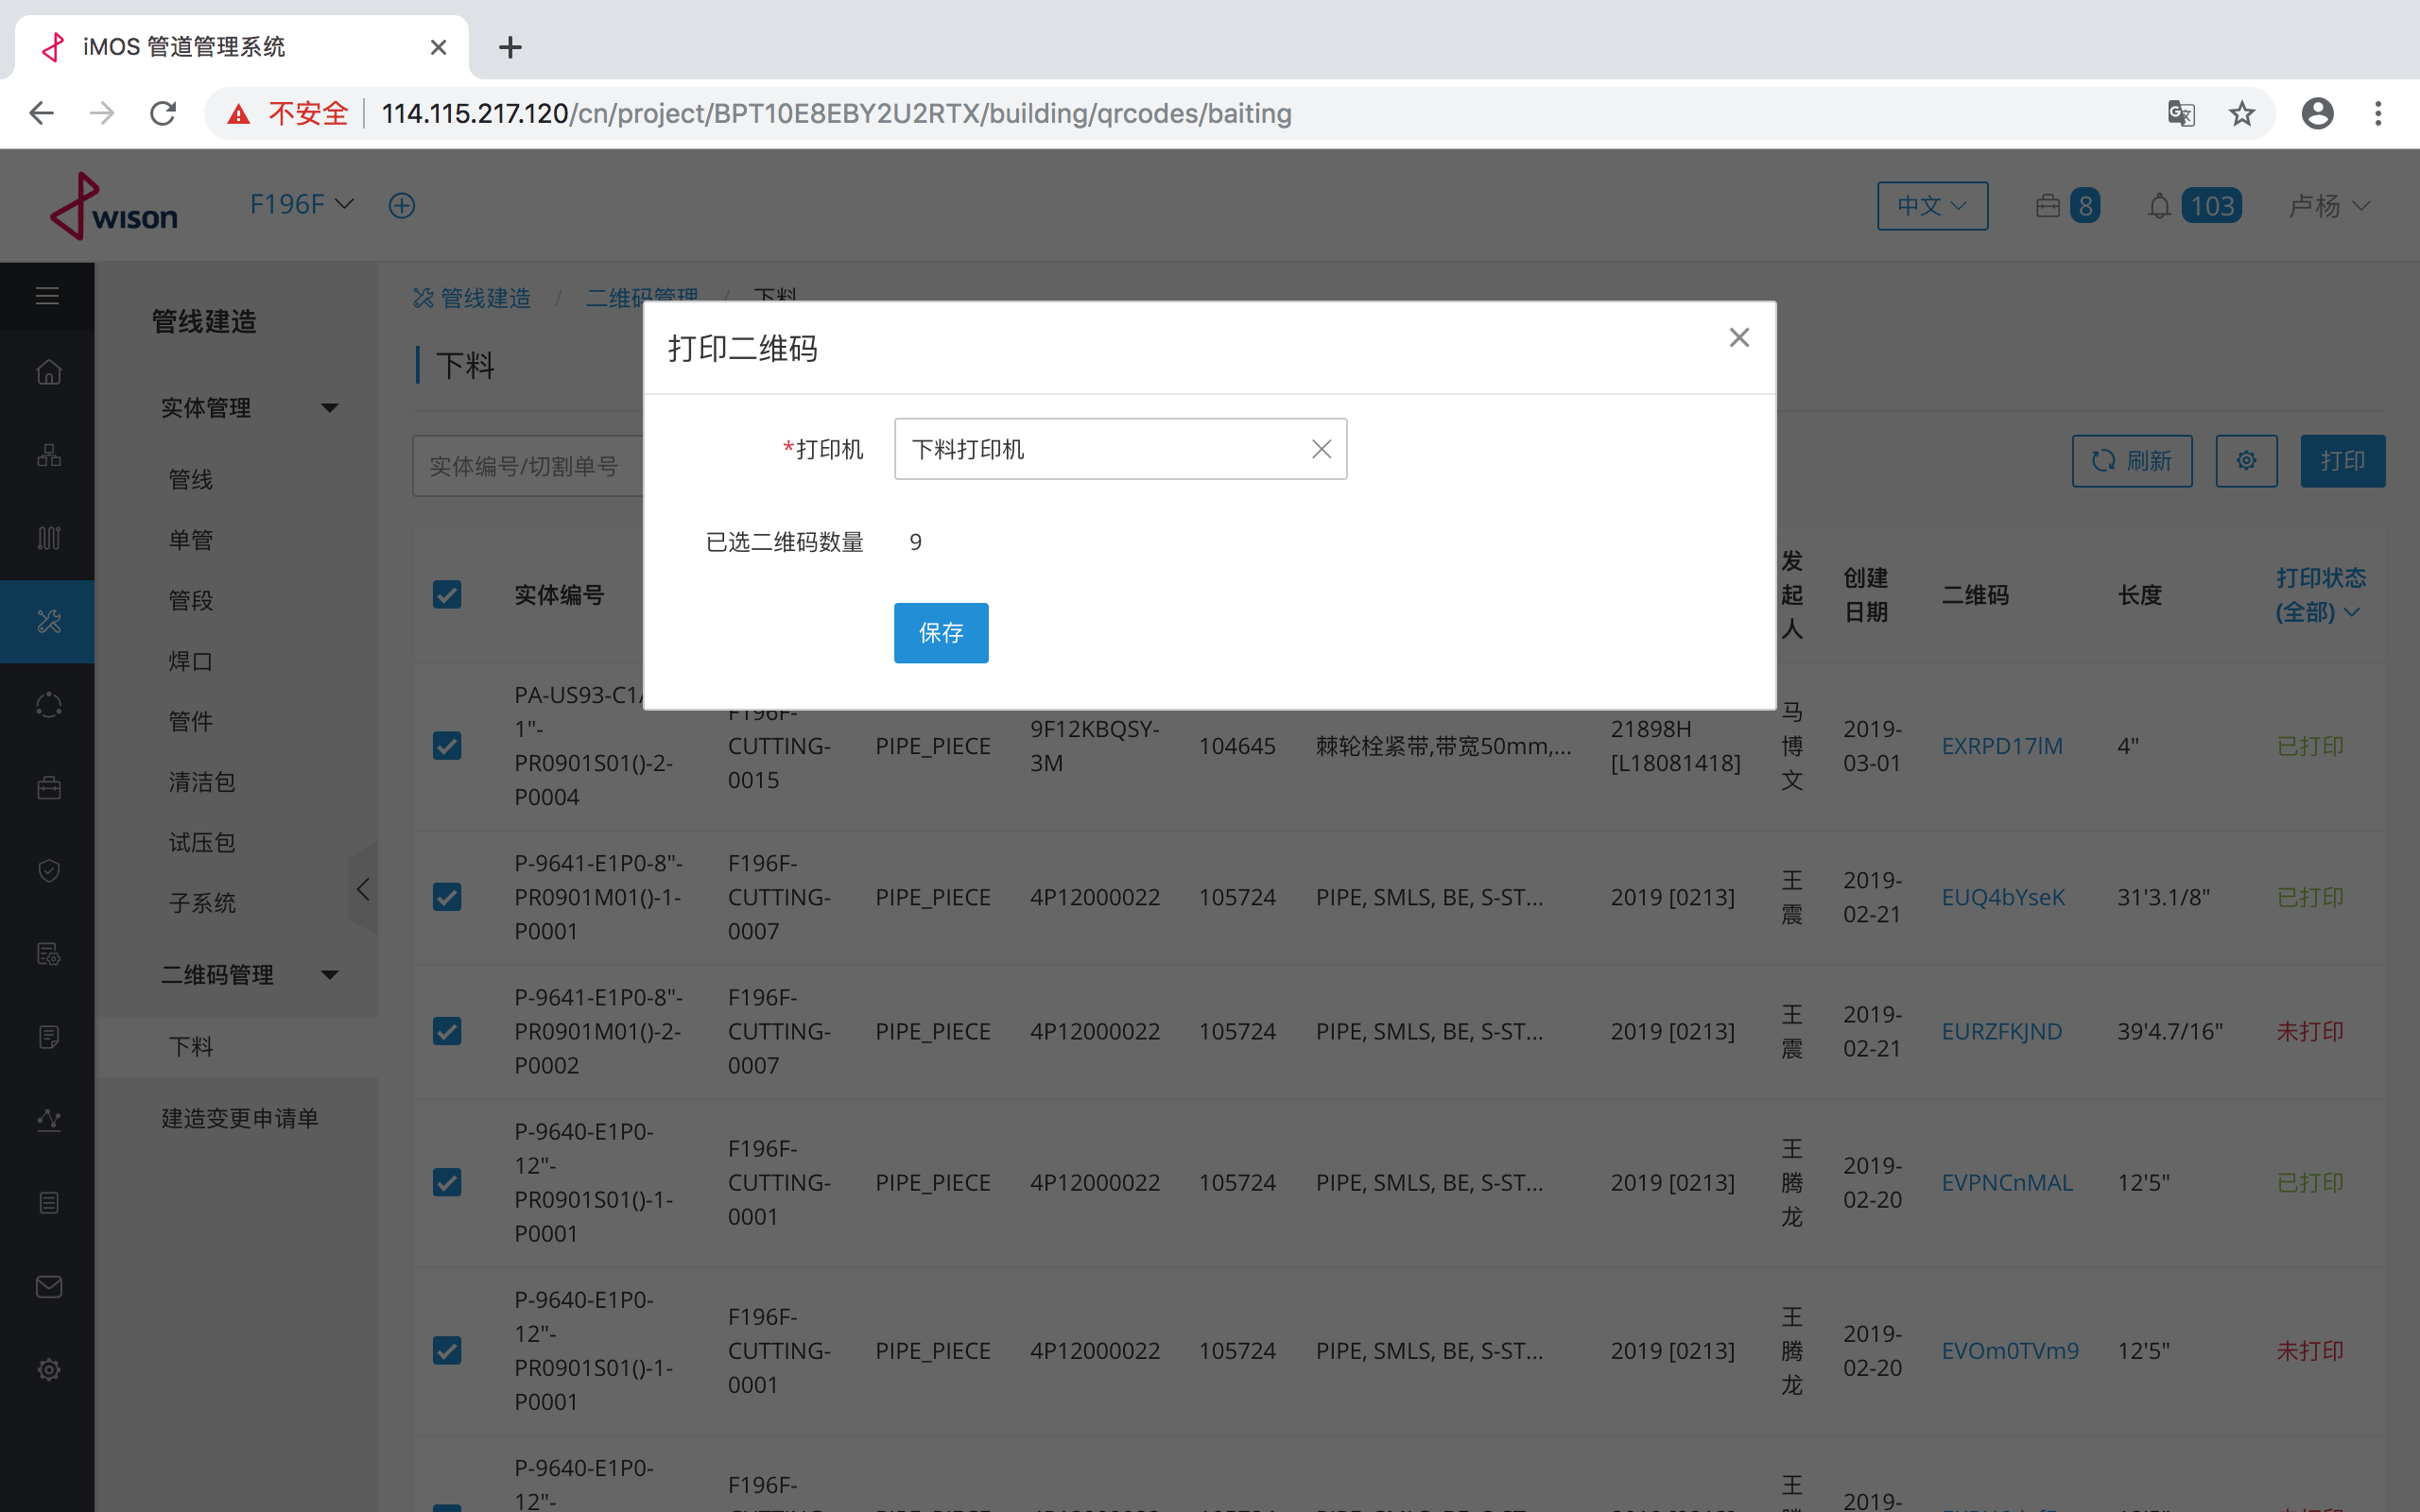 iMOS 管道管理系统
不安全 114.115.217.120/cn/project/BPT10E8EBY2U2RTX/building/qrcodes/baiting
wison
F196F
中文
8
103
卢杨
管线建造
实体管理
管线
单管
管段
焊口
管件
清洁包
试压包
子系统
二维码管理
下料
建造变更申请单
管线建造 / 二维码管理 / 下料
下料
实体编号/切割单号
刷新
打印
打印二维码
*打印机 下料打印机
已选二维码数量 9
保存
实体编号
发
起
人
创建
日期
二维码
长度
打印状态
(全部)
PA-US93-C1
1"-
PR0901S01()-2-
P0004
F196F-
CUTTING-
0015
PIPE_PIECE
9F12KBQSY-
3M
104645
棘轮栓紧带,带宽50mm,...
21898H
[L18081418]
马
博
文
2019-
03-01
EXRPD17lM
4"
已打印
P-9641-E1P0-8"-
PR0901M01()-1-
P0001
F196F-
CUTTING-
0007
PIPE_PIECE
4P12000022
105724
PIPE, SMLS, BE, S-ST...
2019 [0213]
王
震
2019-
02-21
EUQ4bYseK
31'3.1/8"
已打印
P-9641-E1P0-8"-
PR0901M01()-2-
P0002
F196F-
CUTTING-
0007
PIPE_PIECE
4P12000022
105724
PIPE, SMLS, BE, S-ST...
2019 [0213]
王
震
2019-
02-21
EURZFKJND
39'4.7/16"
未打印
P-9640-E1P0-
12"-
PR0901S01()-1-
P0001
F196F-
CUTTING-
0001
PIPE_PIECE
4P12000022
105724
PIPE, SMLS, BE, S-ST...
2019 [0213]
王
腾
龙
2019-
02-20
EVPNCnMAL
12'5"
已打印
P-9640-E1P0-
12"-
PR0901S01()-1-
P0001
F196F-
CUTTING-
0001
PIPE_PIECE
4P12000022
105724
PIPE, SMLS, BE, S-ST...
2019 [0213]
王
腾
龙
2019-
02-20
EVOm0TVm9
12'5"
未打印
P-9640-E1P0-
12"-
F196F-
王
2019-